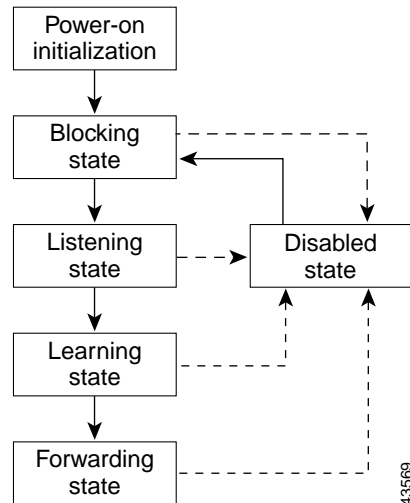 Power-on
initialization
Blocking
state
Listening
state
Disabled
state
Learning
state
Forwarding
state
43569